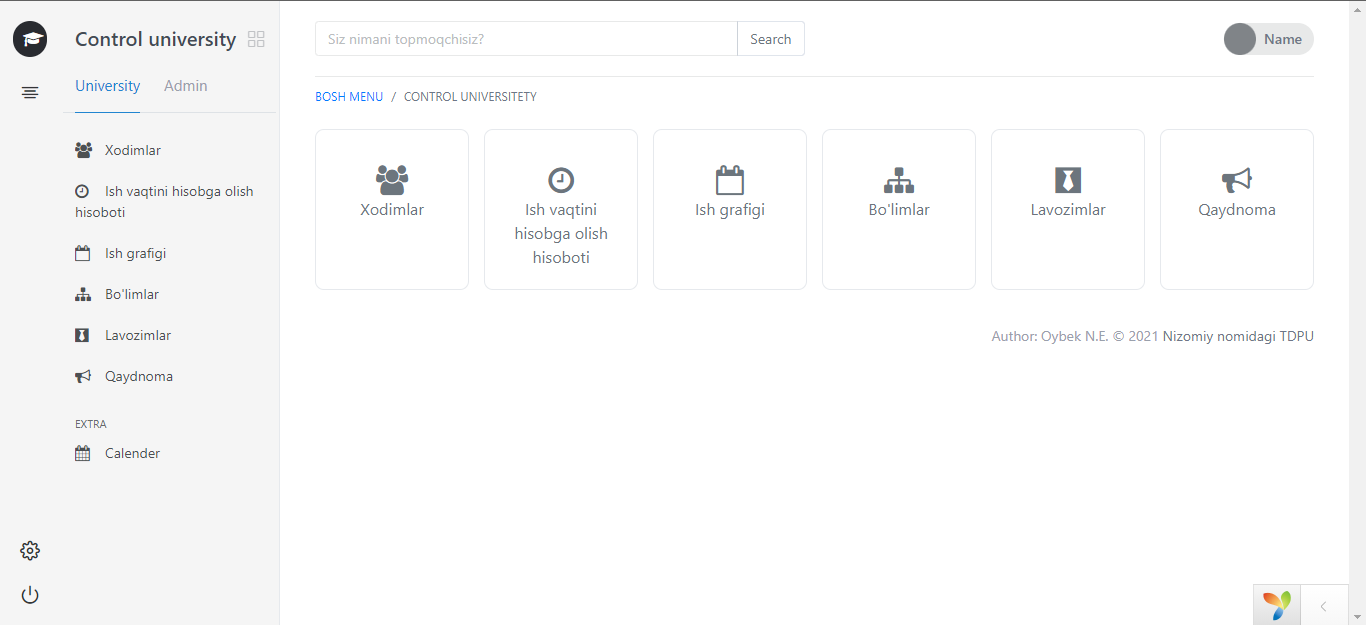 Control university
University Admin
Xodimlar
Ish vaqtini hisobga olish
hisoboti
Ish grafigi
Bo'limlar
Lavozimlar
Qaydnoma
EXTRA
Calender
Siz nimani topmoqchisiz? Search
Name
BOSH MENU / CONTROL UNIVERSITETY
Xodimlar
Ish vaqtini
hisobga olish
hisoboti
Ish grafigi
Bo'limlar
Lavozimlar
Qaydnoma
Author: Oybek N.E. © 2021 Nizomiy nomidagi TDPU